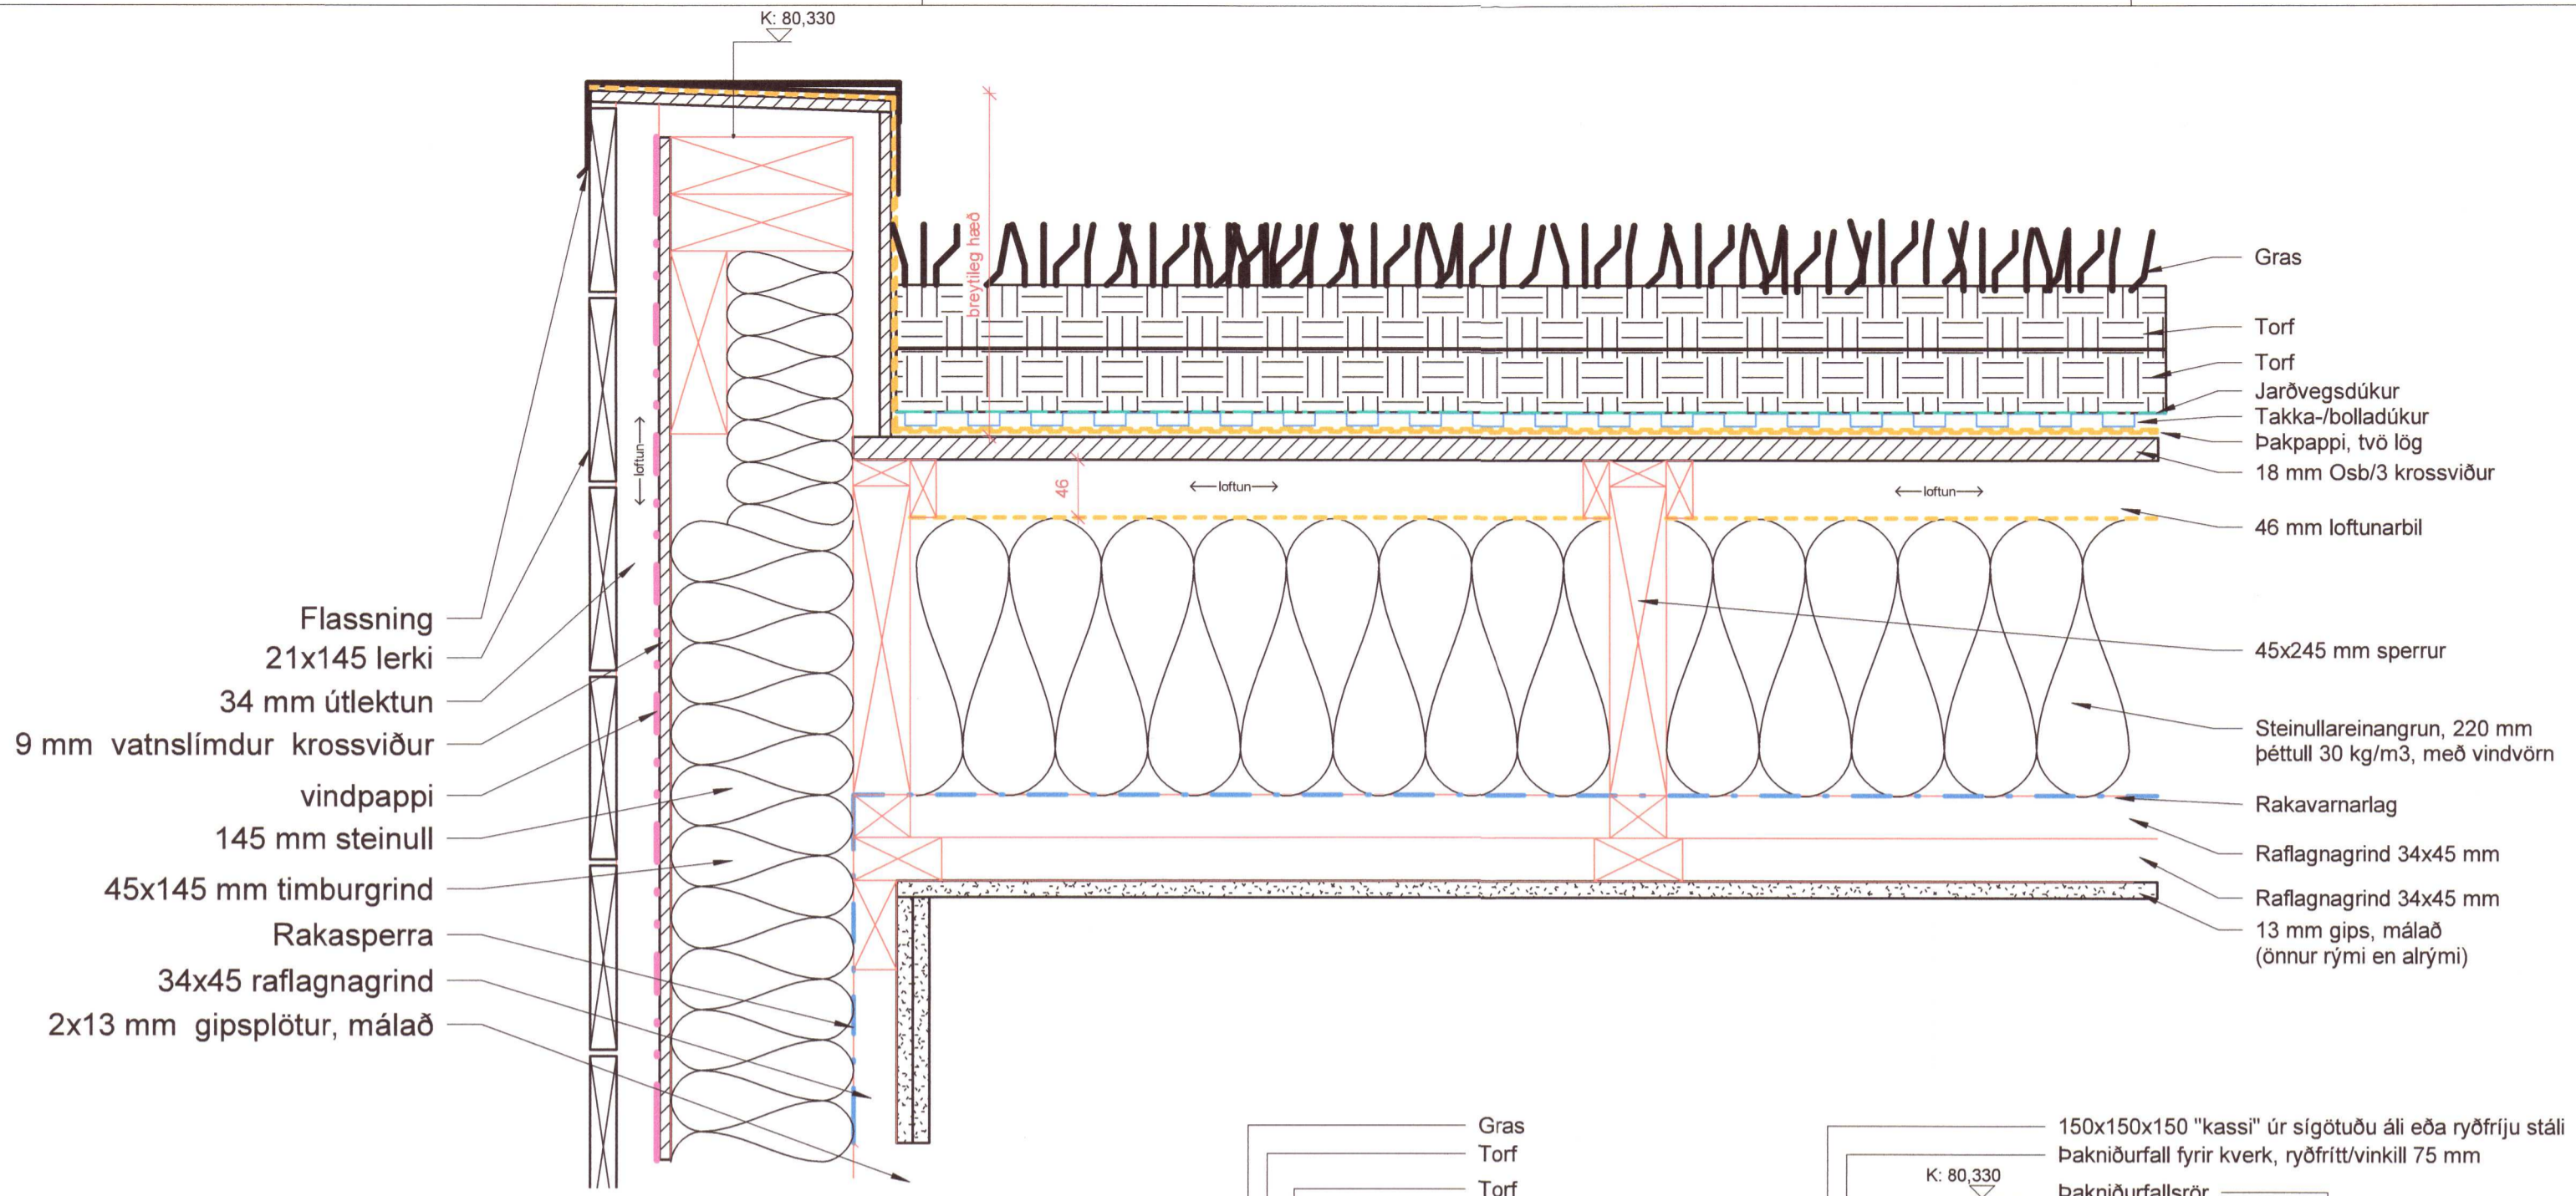 K: 80,330
breytileg hæð
Gras
Torf
Torf
Jarðvegsdúkur
Takka-/bolladúkur
Þakpappi, tvö lög
18 mm Osb/3 krossviður
loftun
46
loftun
loftun
46 mm loftunarbil
45x245 mm sperrur
Steinullareinangrun, 220 mm
þéttull 30 kg/m3, með vindvörn
Rakavarnarlag
Raflagnagrind 34x45 mm
Raflagnagrind 34x45 mm
13 mm gips, málað
(önnur rými en alrými)
Flassning
21x145 lerki
34 mm útlektun
9 mm vatnslímdur krossviður
vindpappi
145 mm steinull
45x145 mm timburgrind
Rakasperra
34x45 raflagnagrind
2x13 mm gipsplötur, málað
Gras
Torf
Torf
150x150x150 "kassi" úr sígötuðu áli eða ryðfríju stáli
Þakniðurfall fyrir kverk, ryðfrítt/vinkill 75 mm
K: 80,330
Þakniðurfallsrör